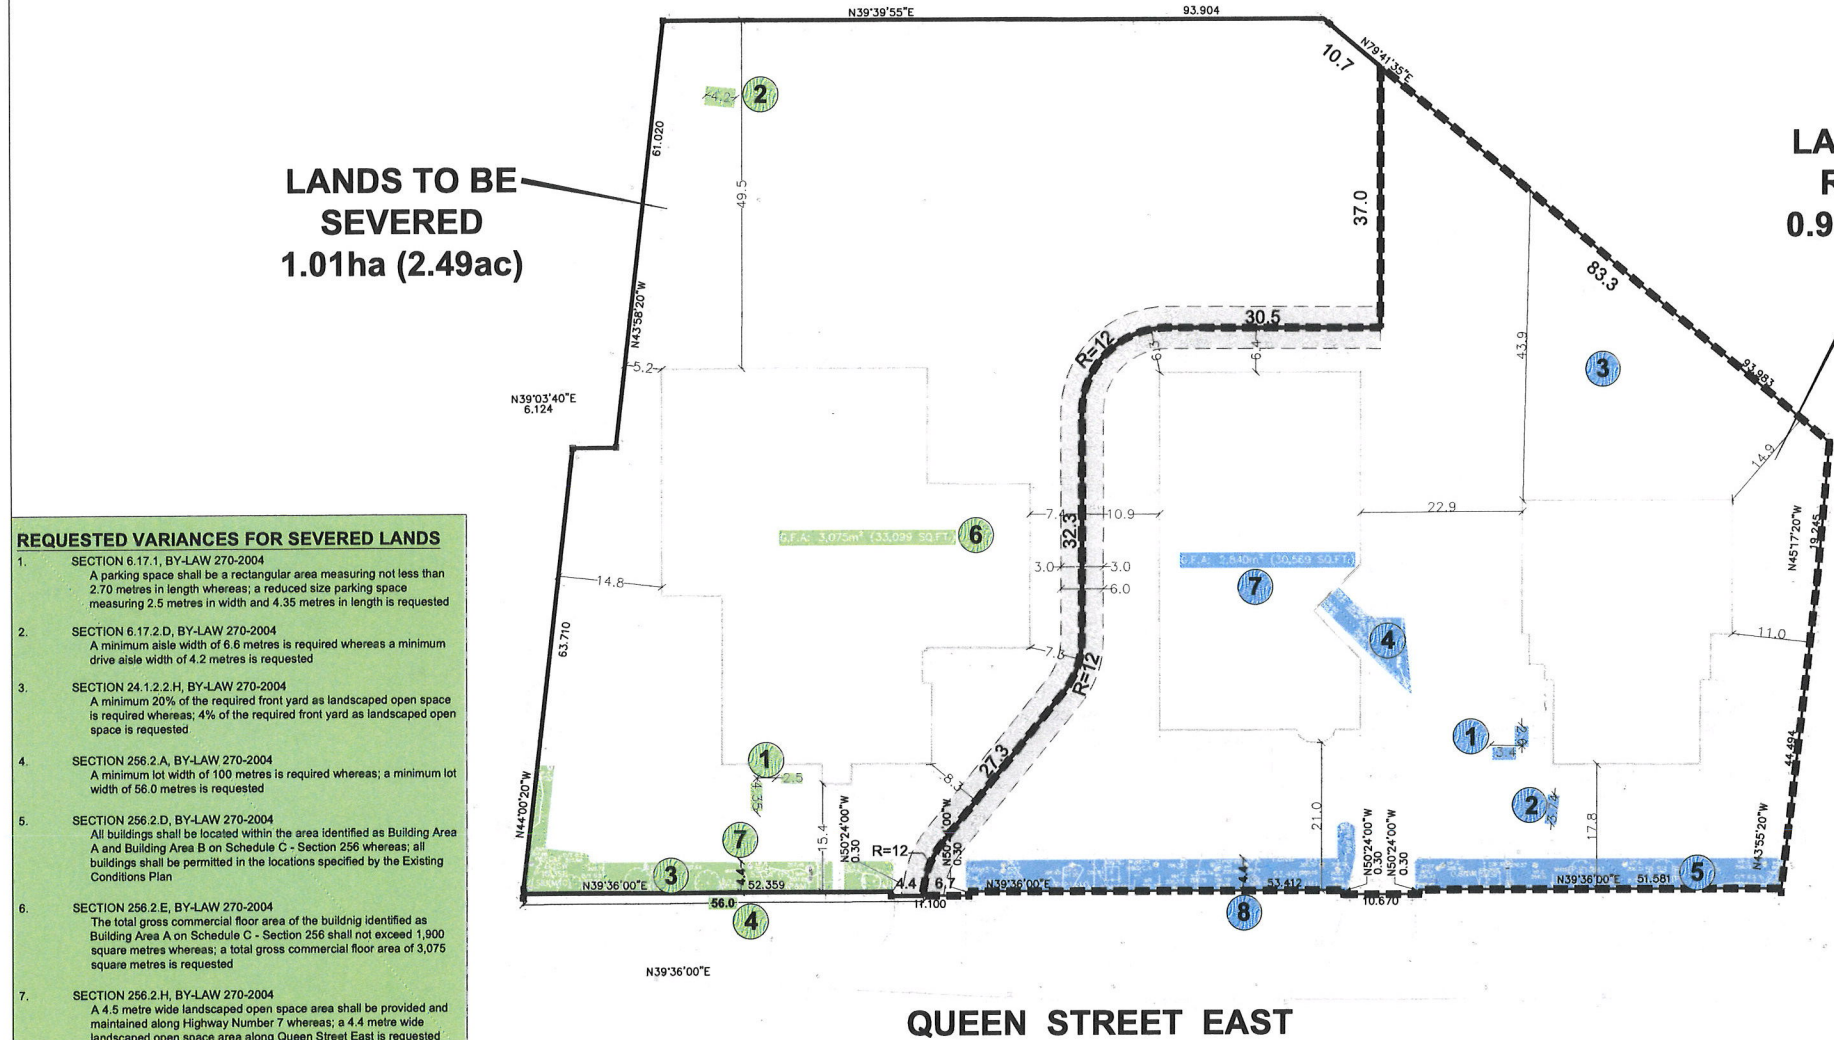 N39°39'55"E
93.904
N79°41'35"E
10.7
4.2
2
61.020
49.5
LANDS TO BE
SEVERED
1.01ha (2.49ac)
LA
R
0.9
37.0
83.3
43.9
3
93.983
N43°58'20"W
30.5
R=12
6.3
6.4
5.2
N39°03'40"E
6.124
14.9
22.9
7.4
10.9
32.3
G.F.A: 3,075m² (33,099 SQ.FT.)
6
G.F.A: 2,840m² (30,569 SQ.FT.)
7
3.0
3.0
6.0
14.8
4
N45°17'20"W
19.245
11.0
63.710
R=12
27.3
8.3
1
2.5
4.35
1
3.4
2
17.8
21.0
15.4
44.494
N44°00'20"W
N43°55'20"W
7
4.4
3
N39°36'00"E
52.359
R=12
N50°24'00"W
0.30
0.30
4.4
6.7
N39°36'00"E
4.4
53.412
N50°24'00"W
0.30
N50°24'00"W
0.30
N39°36'00"E
51.581
5
56.0
4
11.100
8
10.670
N39°36'00"E
QUEEN STREET EAST
REQUESTED VARIANCES FOR SEVERED LANDS
1. SECTION 6.17.1, BY-LAW 270-2004
A parking space shall be a rectangular area measuring not less than
2.70 metres in length whereas; a reduced size parking space
measuring 2.5 metres in width and 4.35 metres in length is requested
2. SECTION 6.17.2.D, BY-LAW 270-2004
A minimum aisle width of 6.6 metres is required whereas a minimum
drive aisle width of 4.2 metres is requested
3. SECTION 24.1.2.2.H, BY-LAW 270-2004
A minimum 20% of the required front yard as landscaped open space
is required whereas; 4% of the required front yard as landscaped open
space is requested
4. SECTION 256.2.A, BY-LAW 270-2004
A minimum lot width of 100 metres is required whereas; a minimum lot
width of 56.0 metres is requested
5. SECTION 256.2.D, BY-LAW 270-2004
All buildings shall be located within the area identified as Building Area
A and Building Area B on Schedule C - Section 256 whereas; all
buildings shall be permitted in the locations specified by the Existing
Conditions Plan
6. SECTION 256.2.E, BY-LAW 270-2004
The total gross commercial floor area of the buildnig identified as
Building Area A on Schedule C - Section 256 shall not exceed 1,900
square metres whereas; a total gross commercial floor area of 3,075
square metres is requested
7. SECTION 256.2.H, BY-LAW 270-2004
A 4.5 metre wide landscaped open space area shall be provided and
maintained along Highway Number 7 whereas; a 4.4 metre wide
landscaped open space area along Queen Street East is requested